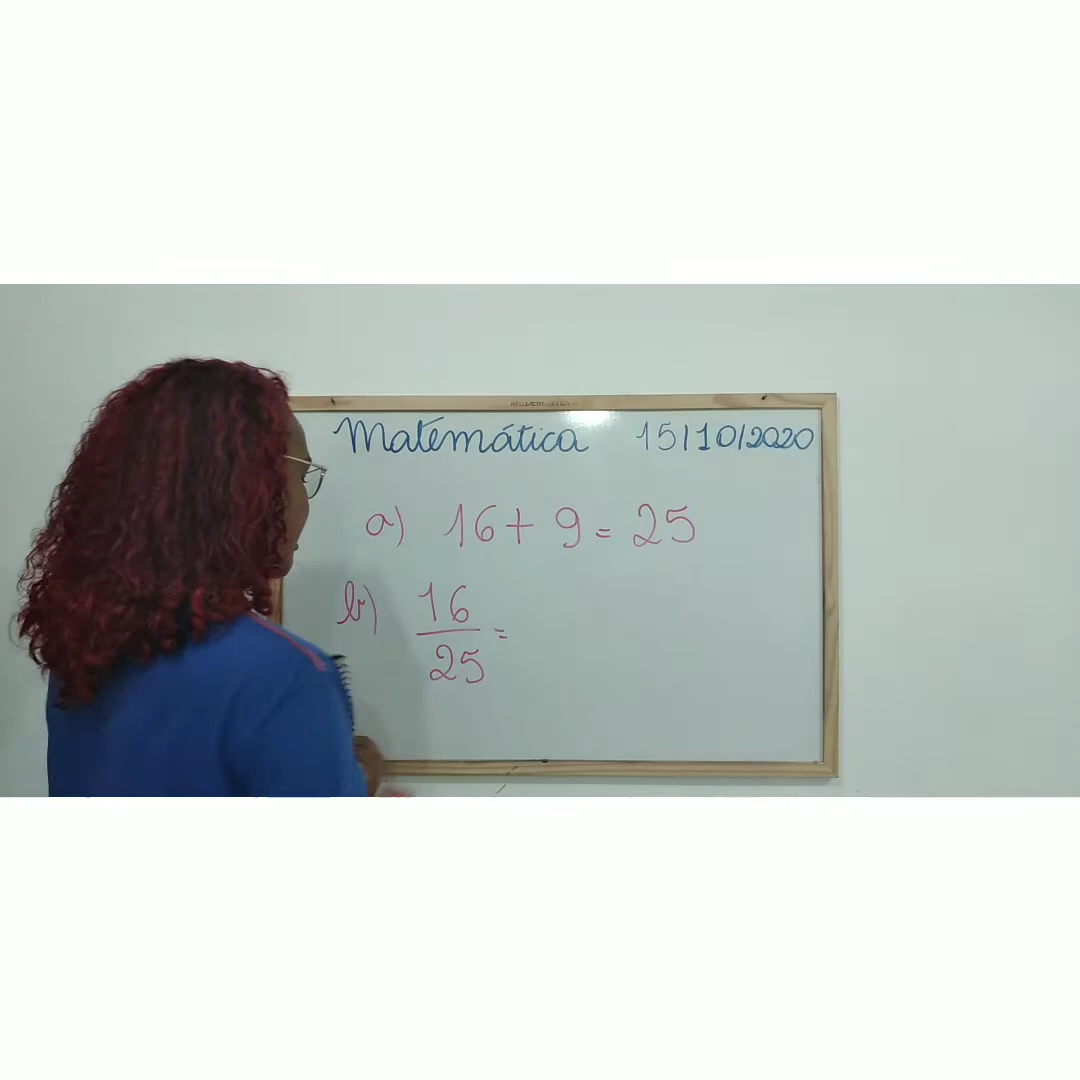 Matemática 15/10/2020
a) 16 + 9 = 25
b) 16
25 =